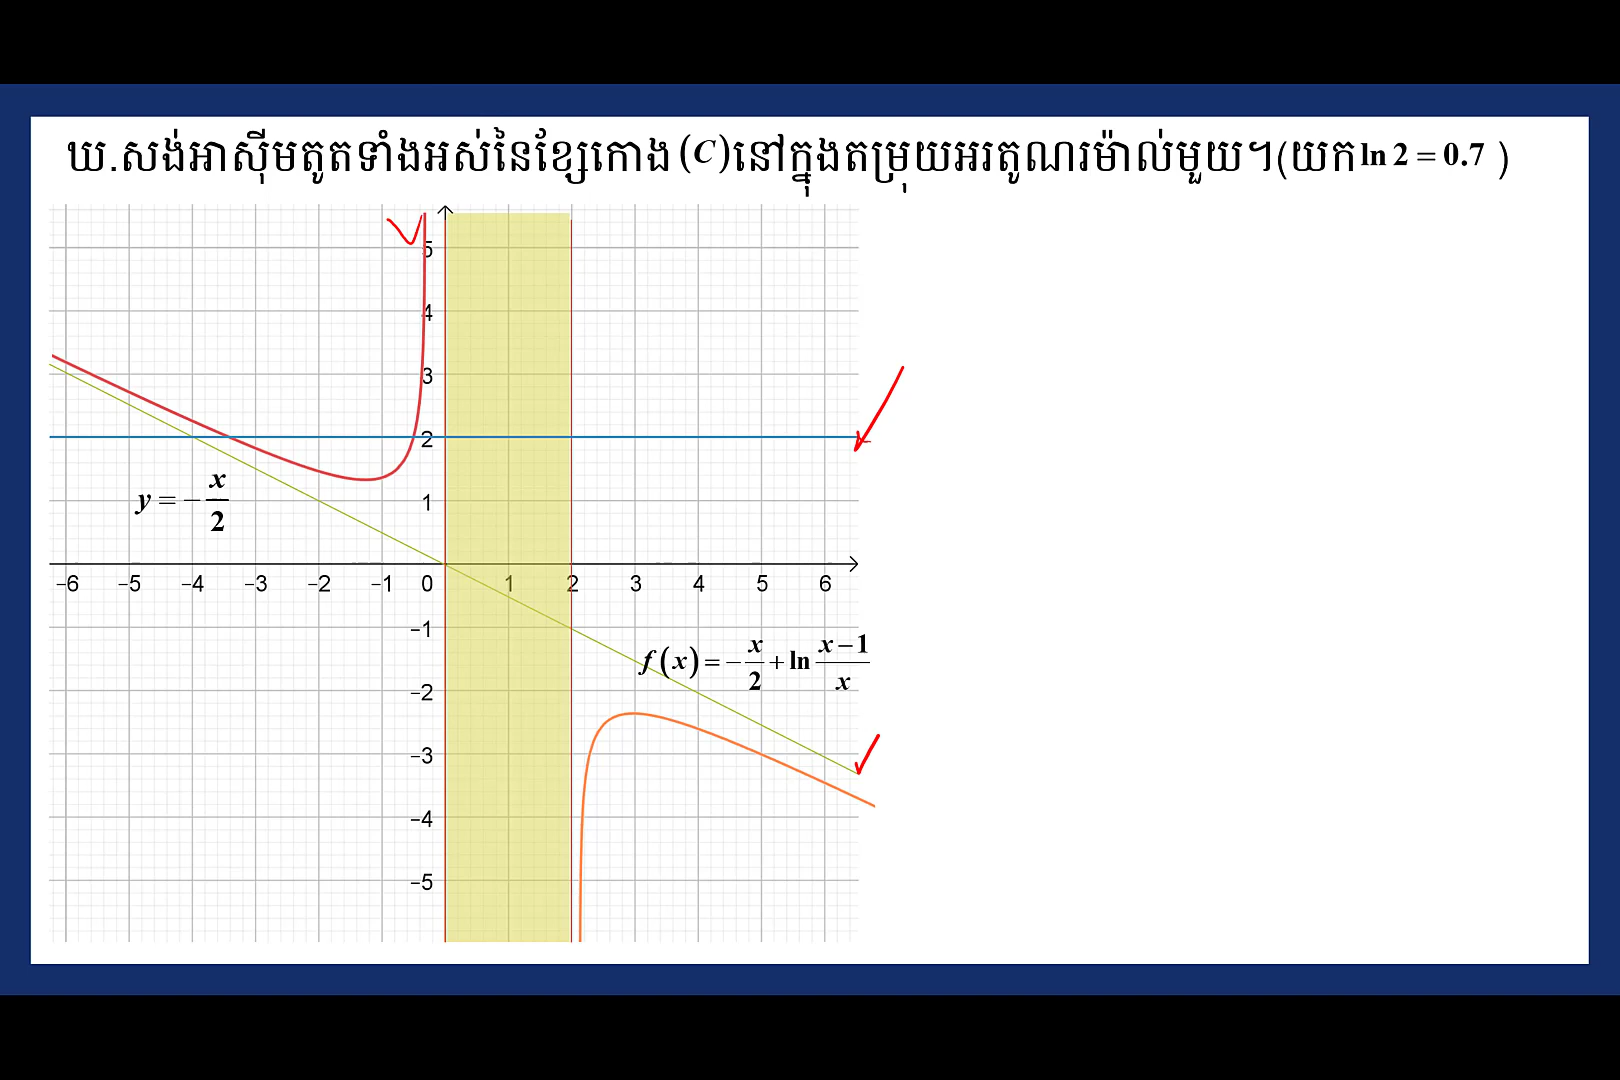 ឃ.សង់អាស៊ីមតូតទាំងអស់នៃខ្សែកោង (C) នៅក្នុងតម្រុយអរតូណរម៉ាល់មួយ។(យក ln 2 = 0.7 )
5
4
3
2
1
-6 -5 -4 -3 -2 -1 0 1 2 3 4 5 6
-1
-2
-3
-4
-5
y = -x/2
f(x) = -x/2 + ln (x-1)/x